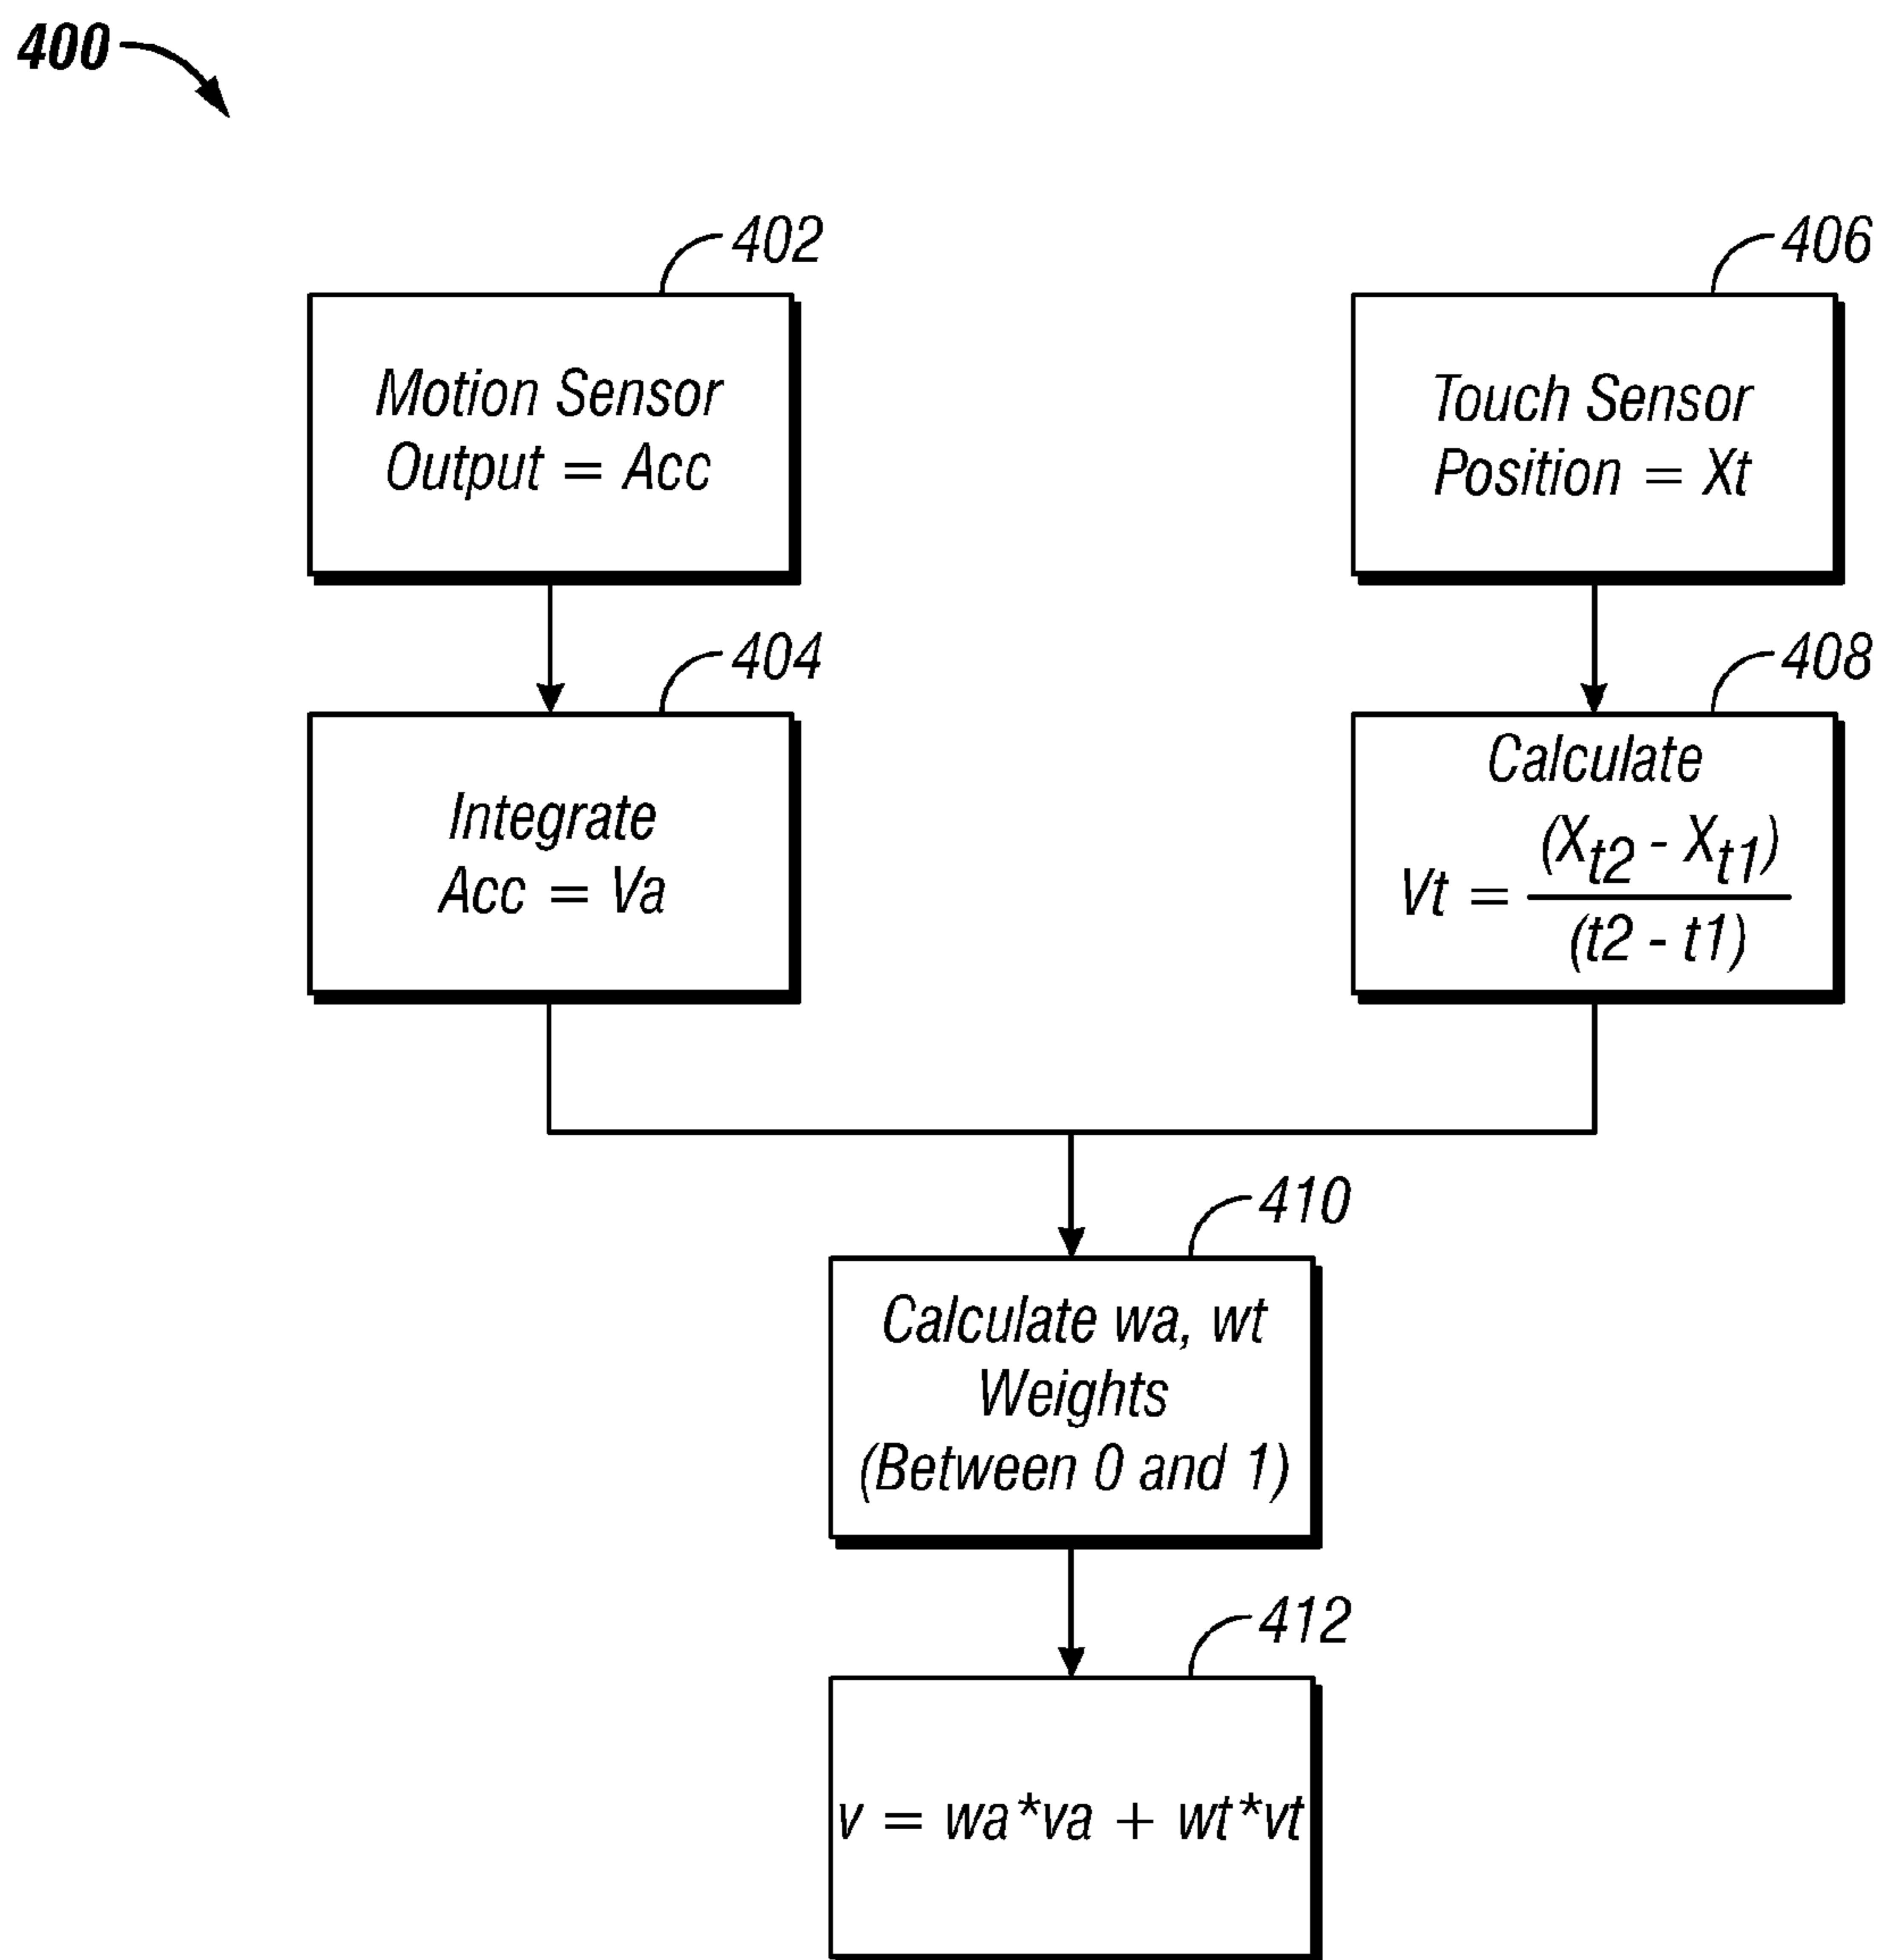 400
402
Motion Sensor
Output = Acc
406
Touch Sensor
Position = Xt
404
Integrate
Acc = Va
408
Calculate
Vt = (Xt2 - Xt1)
(t2 - t1)
410
Calculate wa, wt
Weights
(Between 0 and 1)
412
v = wa*va + wt*vt